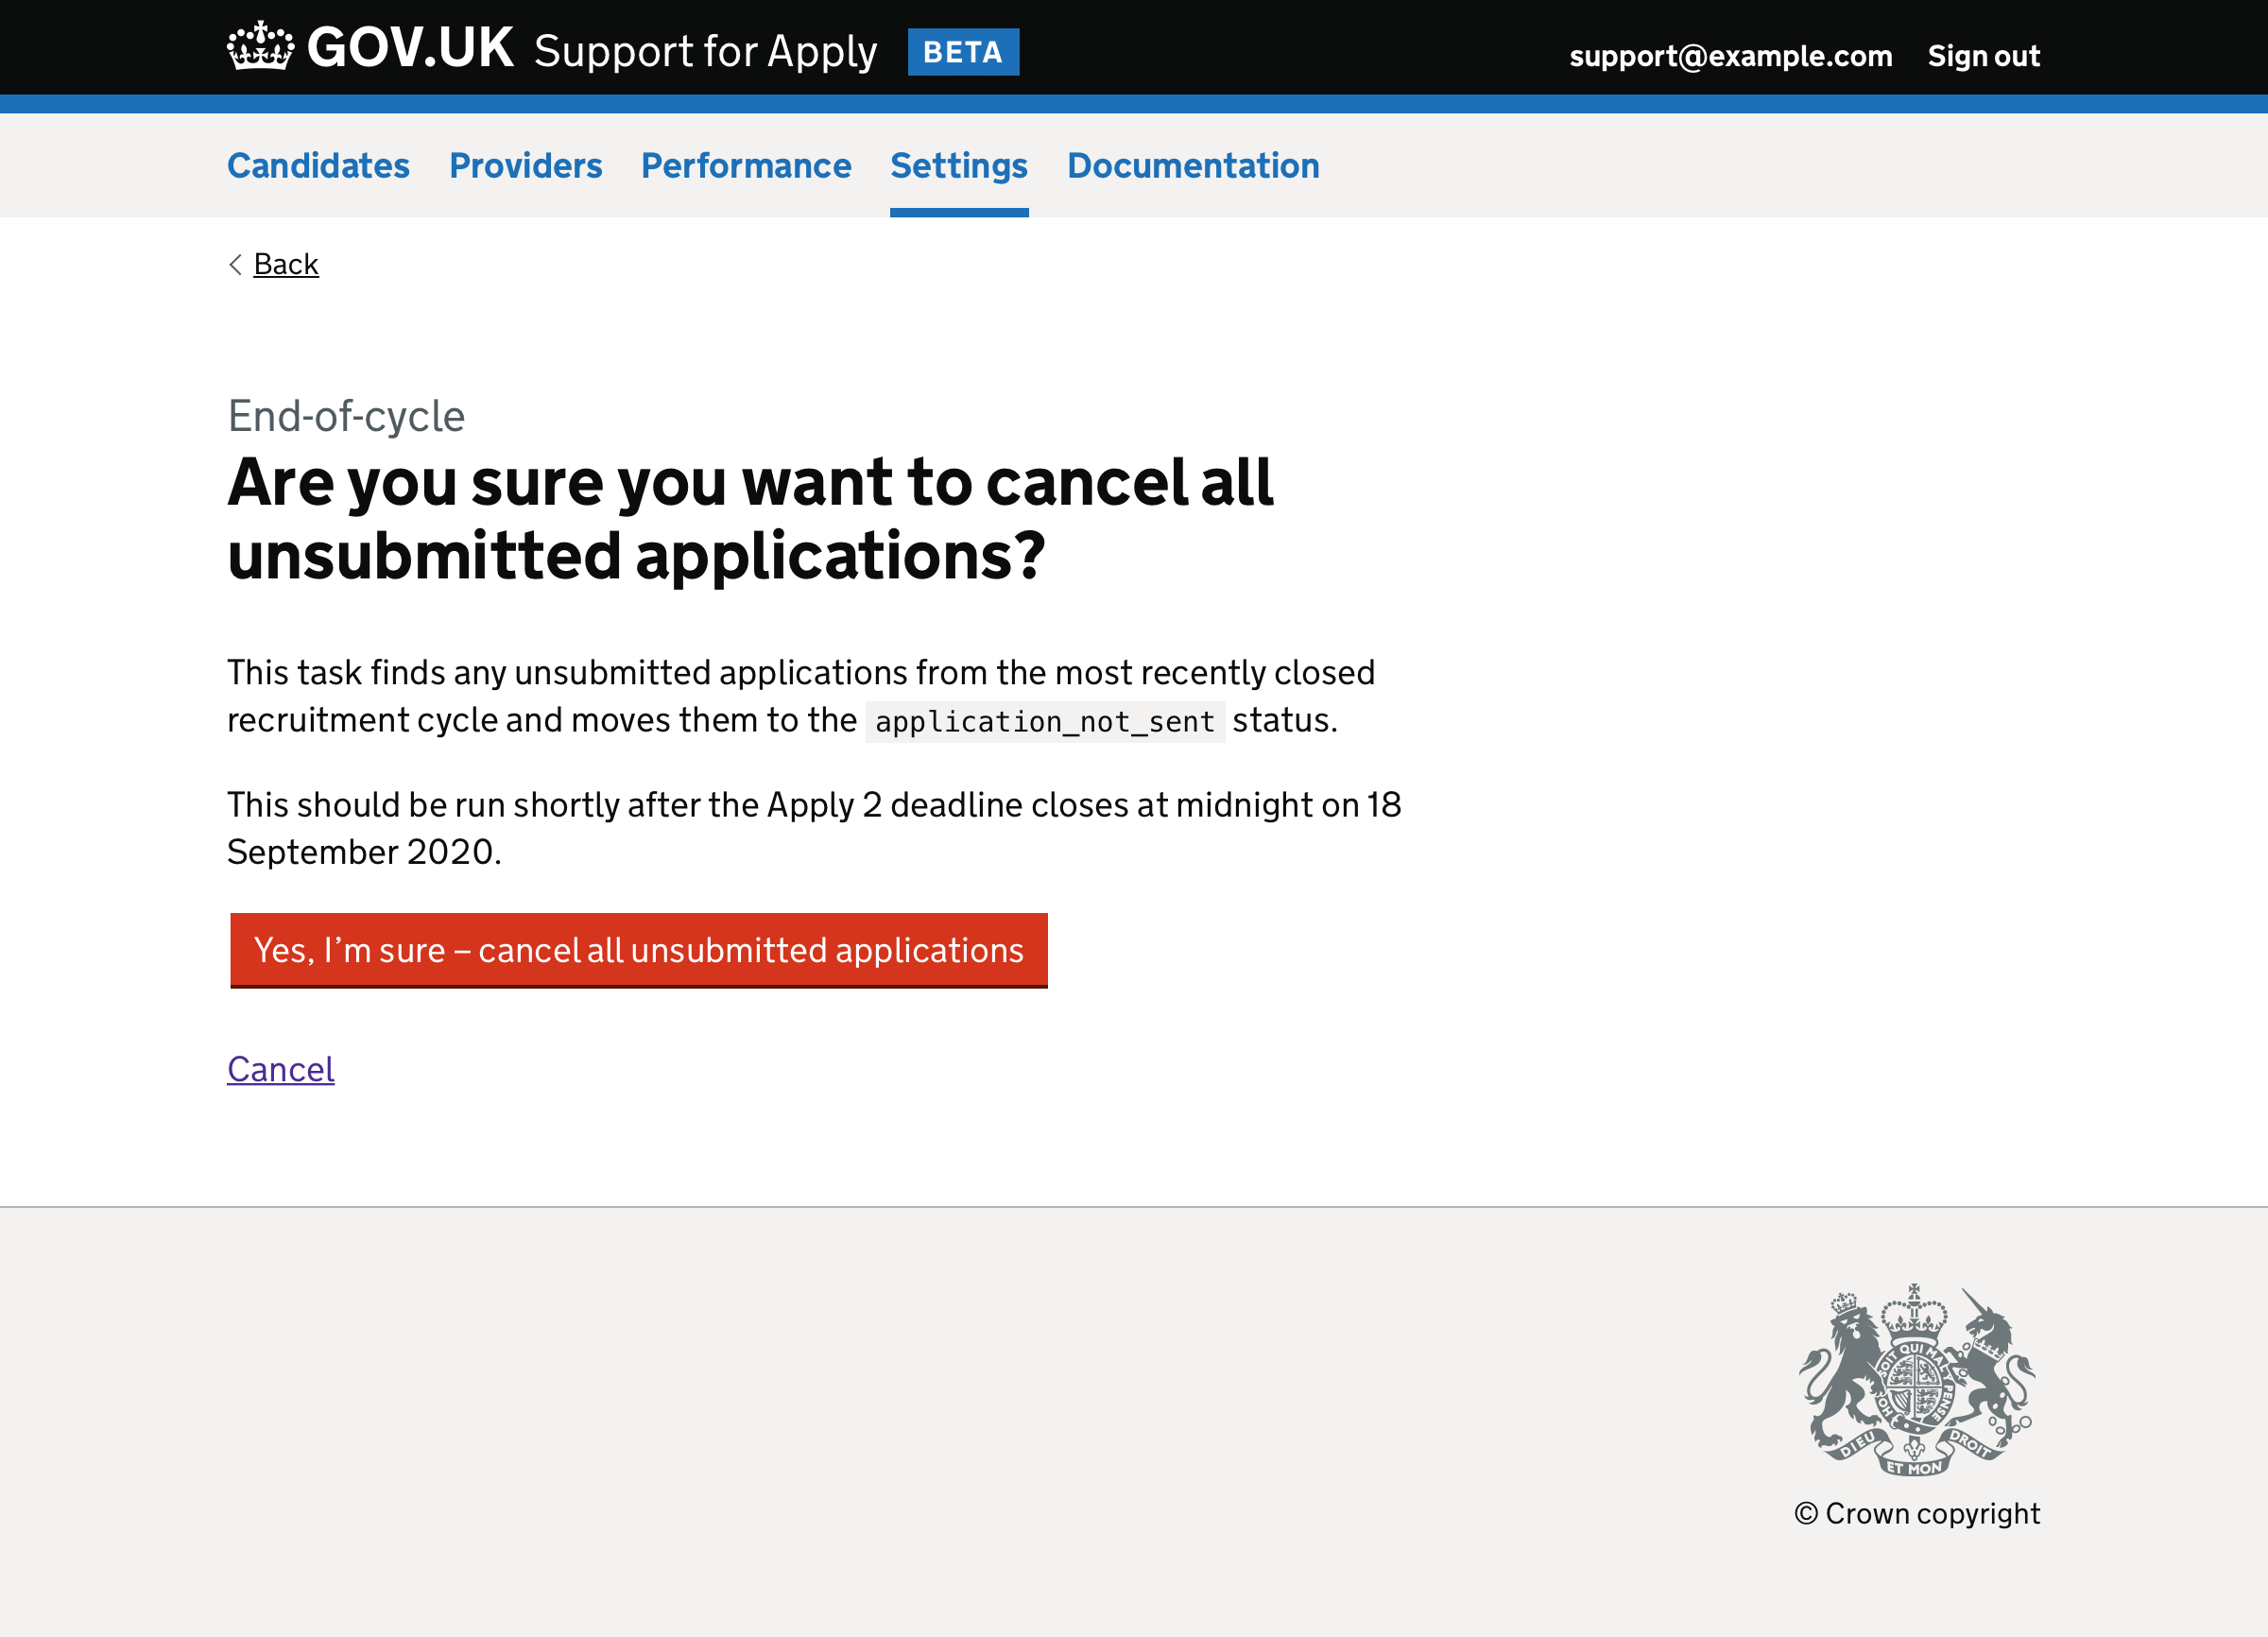 GOV.UK Support for Apply BETA support@example.com Sign out
Candidates Providers Performance Settings Documentation
Back
End-of-cycle
Are you sure you want to cancel all
unsubmitted applications?
This task finds any unsubmitted applications from the most recently closed
recruitment cycle and moves them to the application_not_sent status.
This should be run shortly after the Apply 2 deadline closes at midnight on 18
September 2020.
Yes, I’m sure – cancel all unsubmitted applications
Cancel
SOIT QUI MAL Y PENSE
DIEU ET MON DROIT
© Crown copyright